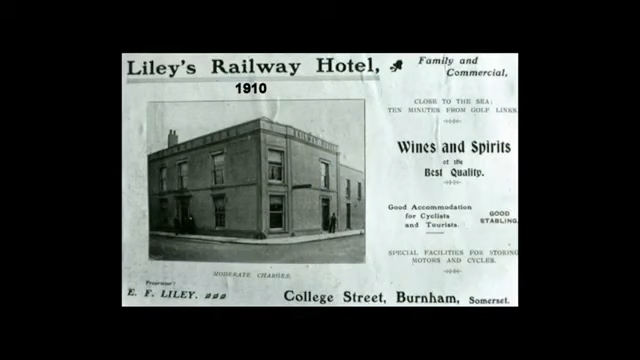 Liley's Railway Hotel,
Family and
Commercial,
1910
CLOSE TO THE SEA;
TEN MINUTES FROM GOLF LINKS.
Wines and Spirits
of the
Best Quality.
Good Accommodation
for Cyclists
and Tourists.
GOOD
STABLING.
SPECIAL FACILITIES FOR STORING
MOTORS AND CYCLES.
RAILWAY HOTEL
MODERATE CHARGES.
Proprietor:
E. F. LILEY.
College Street, Burnham, Somerset.